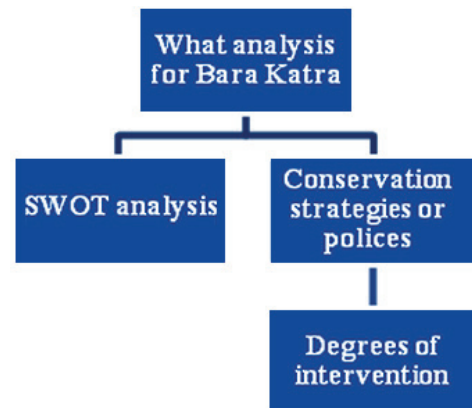 What analysis
for Bara Katra
SWOT analysis
Conservation
strategies or
polices
Degrees of
intervention